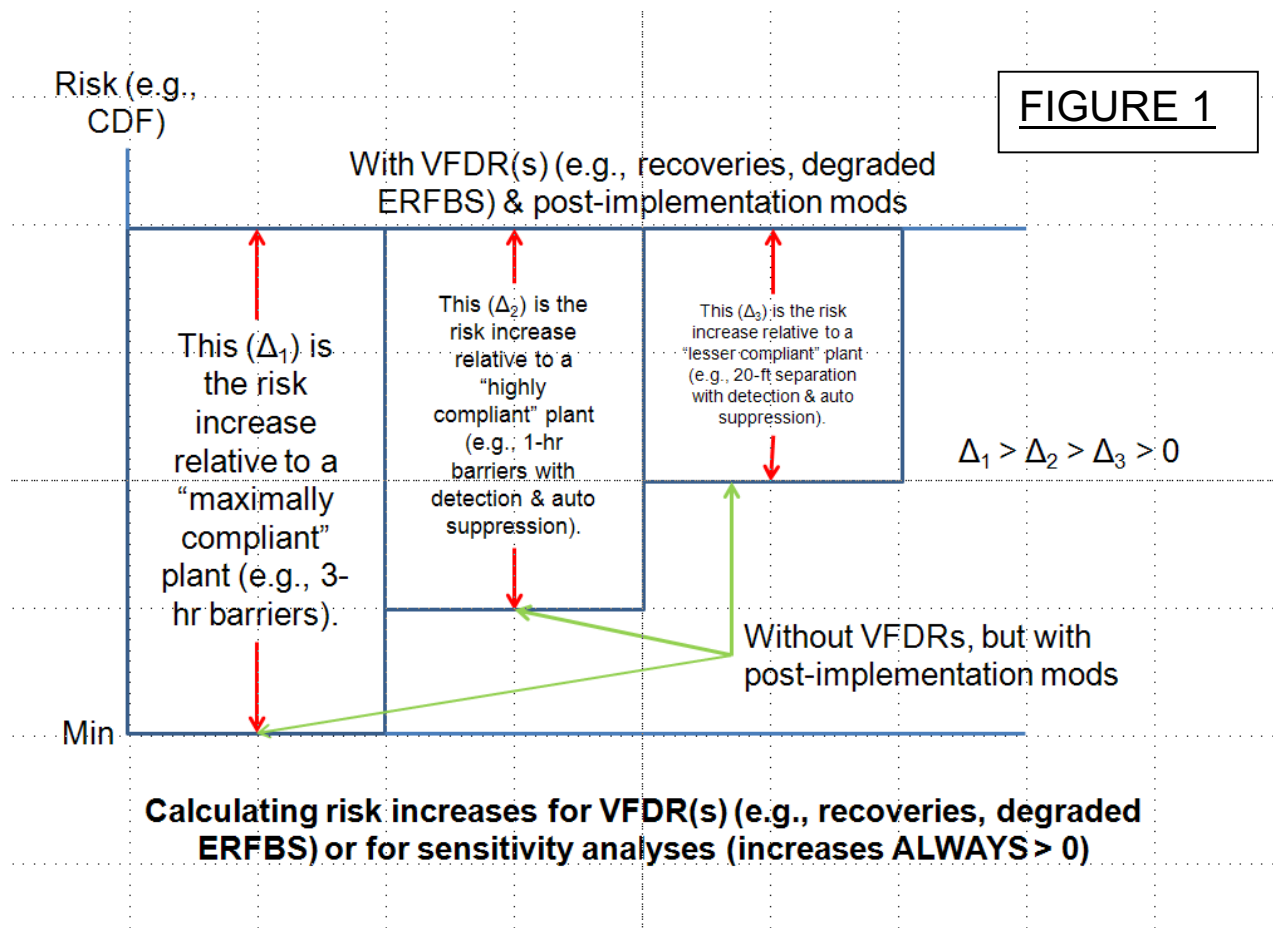 FIGURE 1
Risk (e.g.,
CDF)
With VFDR(s) (e.g., recoveries, degraded
ERFBS) & post-implementation mods
This (Δ₁) is
the risk
increase
relative to a
“maximally
compliant”
plant (e.g., 3-
hr barriers).
This (Δ₂) is the
risk increase
relative to a
“highly
compliant” plant
(e.g., 1-hr
barriers with
detection & auto
suppression).
This (Δ₃) is the risk
increase relative to a
“lesser compliant” plant
(e.g., 20-ft separation
with detection & auto
suppression).
Δ₁ > Δ₂ > Δ₃ > 0
Without VFDRs, but with
post-implementation mods
Min
Calculating risk increases for VFDR(s) (e.g., recoveries, degraded
ERFBS) or for sensitivity analyses (increases ALWAYS > 0)